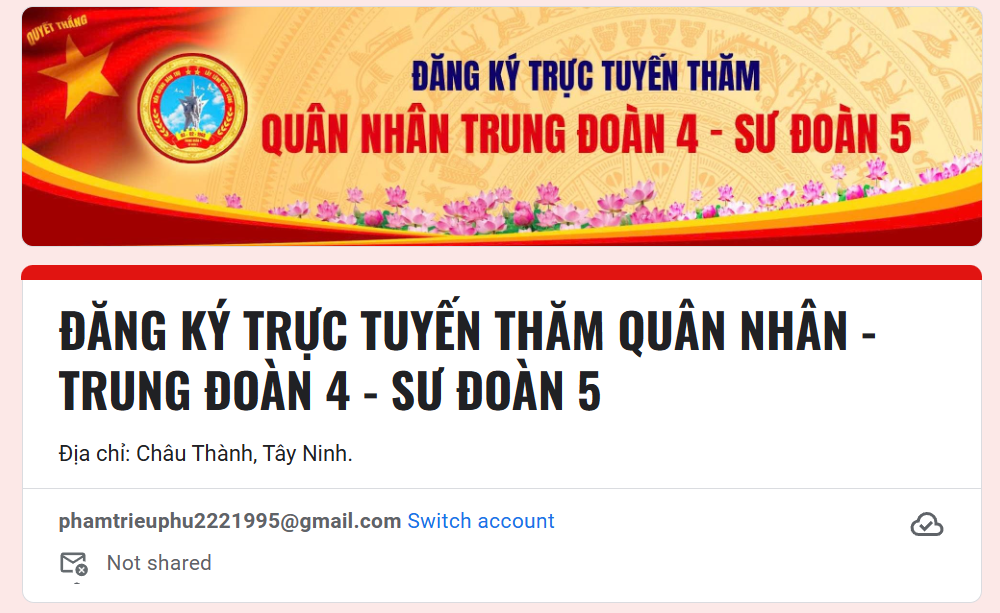 QUYẾT THẮNG
ĐĂNG KÝ TRỰC TUYẾN THĂM
QUÂN NHÂN TRUNG ĐOÀN 4 - SƯ ĐOÀN 5
ĐĂNG KÝ TRỰC TUYẾN THĂM QUÂN NHÂN -
TRUNG ĐOÀN 4 - SƯ ĐOÀN 5
Địa chỉ: Châu Thành, Tây Ninh.
phamtrieuphu2221995@gmail.com Switch account
Not shared